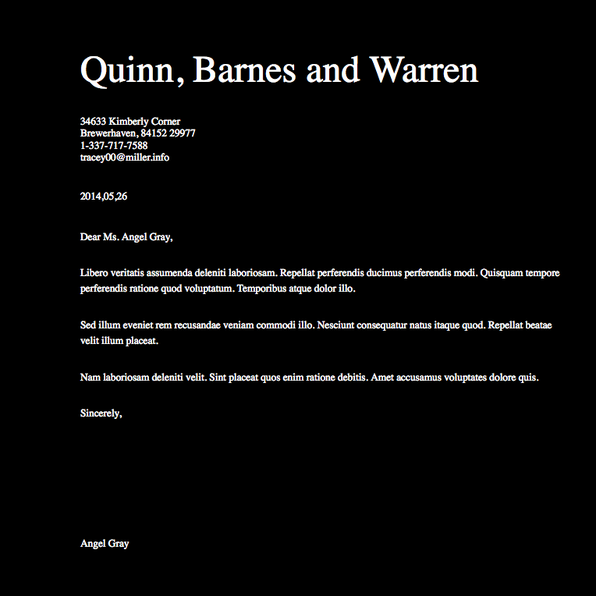 Quinn, Barnes and Warren
34633 Kimberly Corner
Brewerhaven, 84152 29977
1-337-717-7588
tracey00@miller.info
2014,05,26
Dear Ms. Angel Gray,
Libero veritatis assumenda deleniti laboriosam. Repellat perferendis ducimus perferendis modi. Quisquam tempore
perferendis ratione quod voluptatum. Temporibus atque dolor illo.
Sed illum eveniet rem recusandae veniam commodi illo. Nesciunt consequatur natus itaque quod. Repellat beatae
velit illum placeat.
Nam laboriosam deleniti velit. Sint placeat quos enim ratione debitis. Amet accusamus voluptates dolore quis.
Sincerely,
Angel Gray